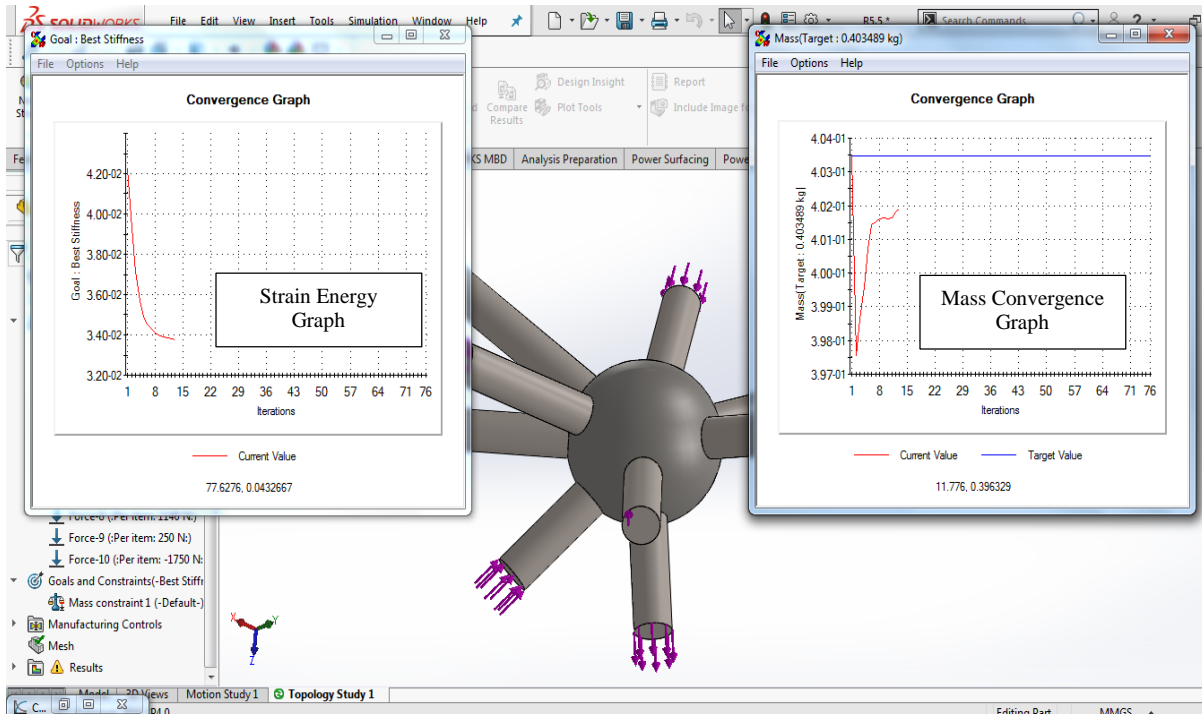 SOLIDWORKS File Edit View Insert Tools Simulation Window Help R5.5 * Search Commands
Goal : Best Stiffness
File Options Help
Convergence Graph
4.20-02
4.00-02
3.80-02
3.60-02
3.40-02
3.20-02
Goal : Best Stiffness
1 8 15 22 29 36 43 50 57 64 71 76
Iterations
Strain Energy
Graph
Current Value
77.6276, 0.0432667
Design Insight
Report
Compare
Results
Plot Tools
Include Image
KS MBD Analysis Preparation Power Surfacing
Mass(Target : 0.403489 kg)
File Options Help
Convergence Graph
4.04-01
4.03-01
4.02-01
4.01-01
4.00-01
3.99-01
3.98-01
3.97-01
Mass(Target : 0.403489 kg)
1 8 15 22 29 36 43 50 57 64 71 76
Iterations
Mass Convergence
Graph
Current Value Target Value
11.776, 0.396329
Force-9 (:Per item: 250 N:)
Force-10 (:Per item: -1750 N:
Goals and Constraints(-Best Stiffn
Mass constraint 1 (-Default-)
Manufacturing Controls
Mesh
Results
X Y
Z
Model 3D Views Motion Study 1 Topology Study 1
C...
Editing Part MMGS